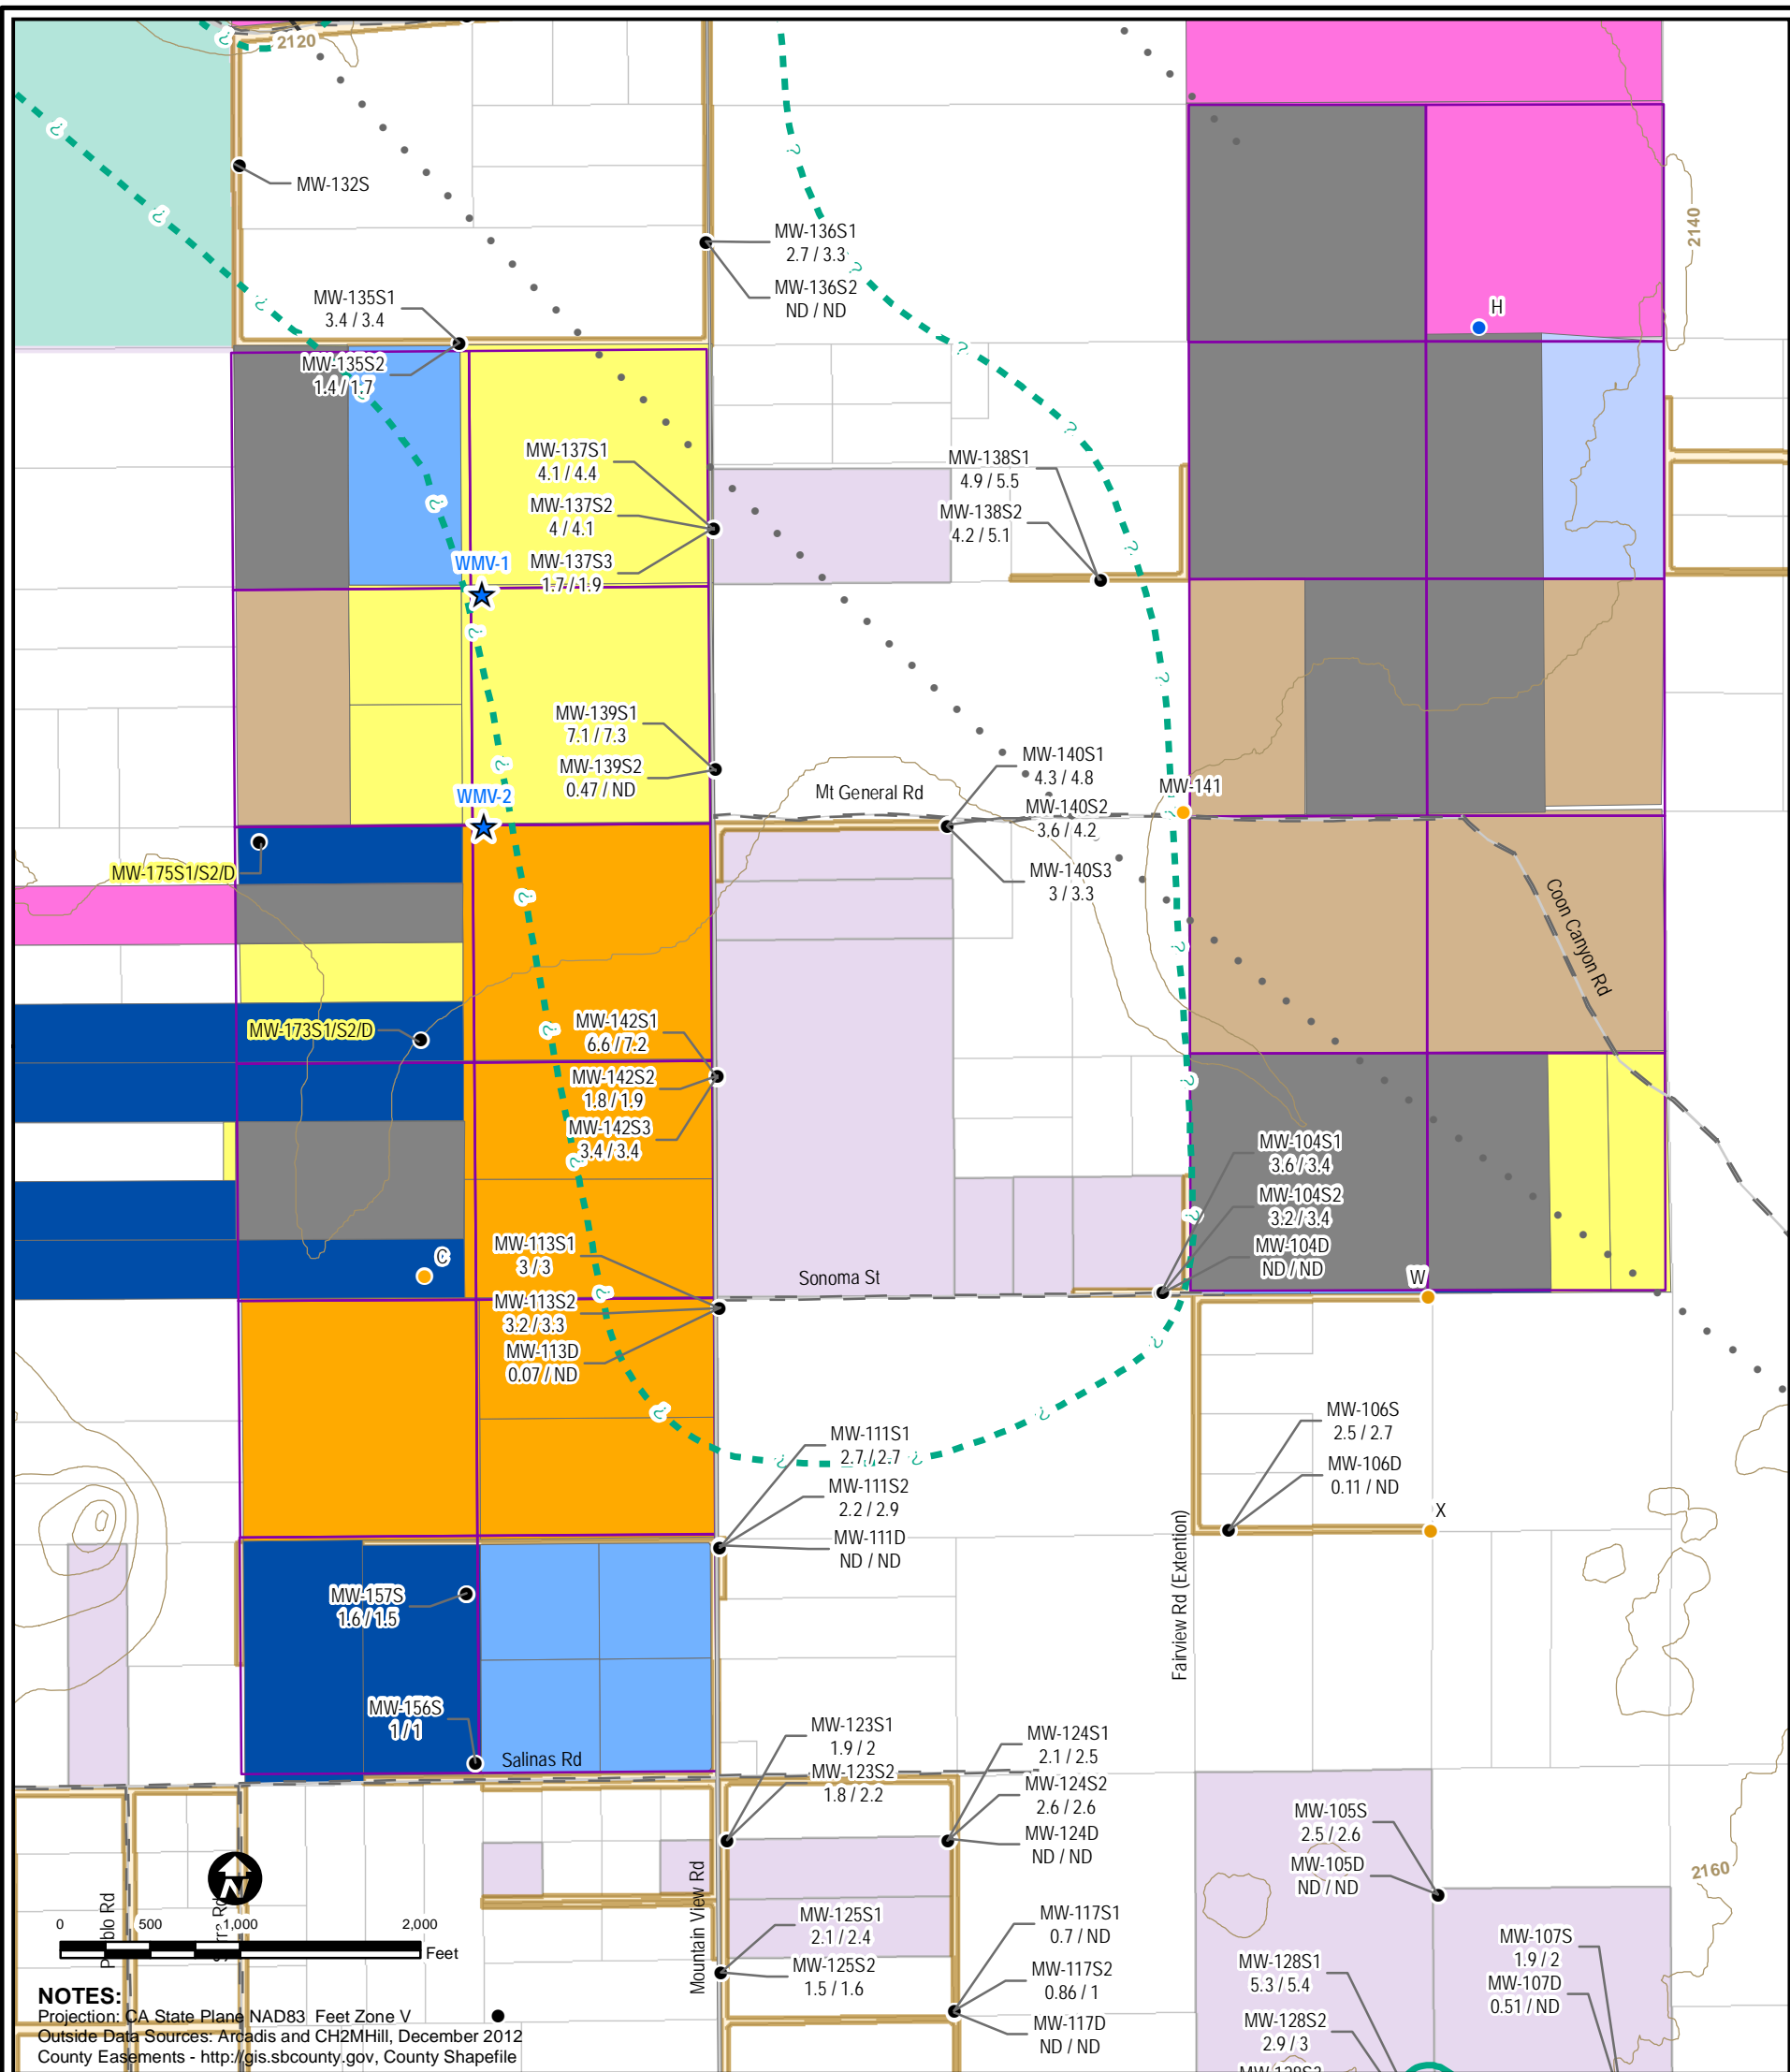 2120
MW-132S
MW-136S1
2.7 / 3.3
MW-136S2
ND / ND
2140
H
MW-135S1
3.4 / 3.4
MW-135S2
1.4 / 1.7
MW-137S1
4.1 / 4.4
MW-137S2
4 / 4.1
MW-137S3
1.7 / 1.9
MW-138S1
4.9 / 5.5
MW-138S2
4.2 / 5.1
WMV-1
MW-139S1
7.1 / 7.3
MW-139S2
0.47 / ND
WMV-2
Mt General Rd
MW-140S1
4.3 / 4.8
MW-140S2
3.6 / 4.2
MW-140S3
3 / 3.3
MW-141
MW-175S1/S2/D
Coon Canyon Rd
MW-173S1/S2/D
MW-142S1
6.6 / 7.2
MW-142S2
1.8 / 1.9
MW-142S3
3.4 / 3.4
MW-104S1
3.6 / 3.4
MW-104S2
3.2 / 3.4
MW-104D
ND / ND
C
W
MW-113S1
3 / 3
MW-113S2
3.2 / 3.3
MW-113D
0.07 / ND
Sonoma St
MW-111S1
2.7 / 2.7
MW-111S2
2.2 / 2.9
MW-111D
ND / ND
MW-106S
2.5 / 2.7
MW-106D
0.11 / ND
X
Fairview Rd (Extention)
MW-157S
1.6 / 1.5
MW-156S
1 / 1
Salinas Rd
MW-123S1
1.9 / 2
MW-123S2
1.8 / 2.2
MW-124S1
2.1 / 2.5
MW-124S2
2.6 / 2.6
MW-124D
ND / ND
MW-105S
2.5 / 2.6
MW-105D
ND / ND
2160
Mountain View Rd
MW-125S1
2.1 / 2.4
MW-125S2
1.5 / 1.6
MW-117S1
0.7 / ND
MW-117S2
0.86 / 1
MW-117D
ND / ND
MW-128S1
5.3 / 5.4
MW-128S2
2.9 / 3
MW-128S3
MW-107S
1.9 / 2
MW-107D
0.51 / ND
N
Rd
0 500 1,000 2,000
Feet
NOTES:
Projection: CA State Plane NAD83 Feet Zone V
Outside Data Sources: Arcadis and CH2MHill, December 2012
County Easements - http://gis.sbcounty.gov, County Shapefile